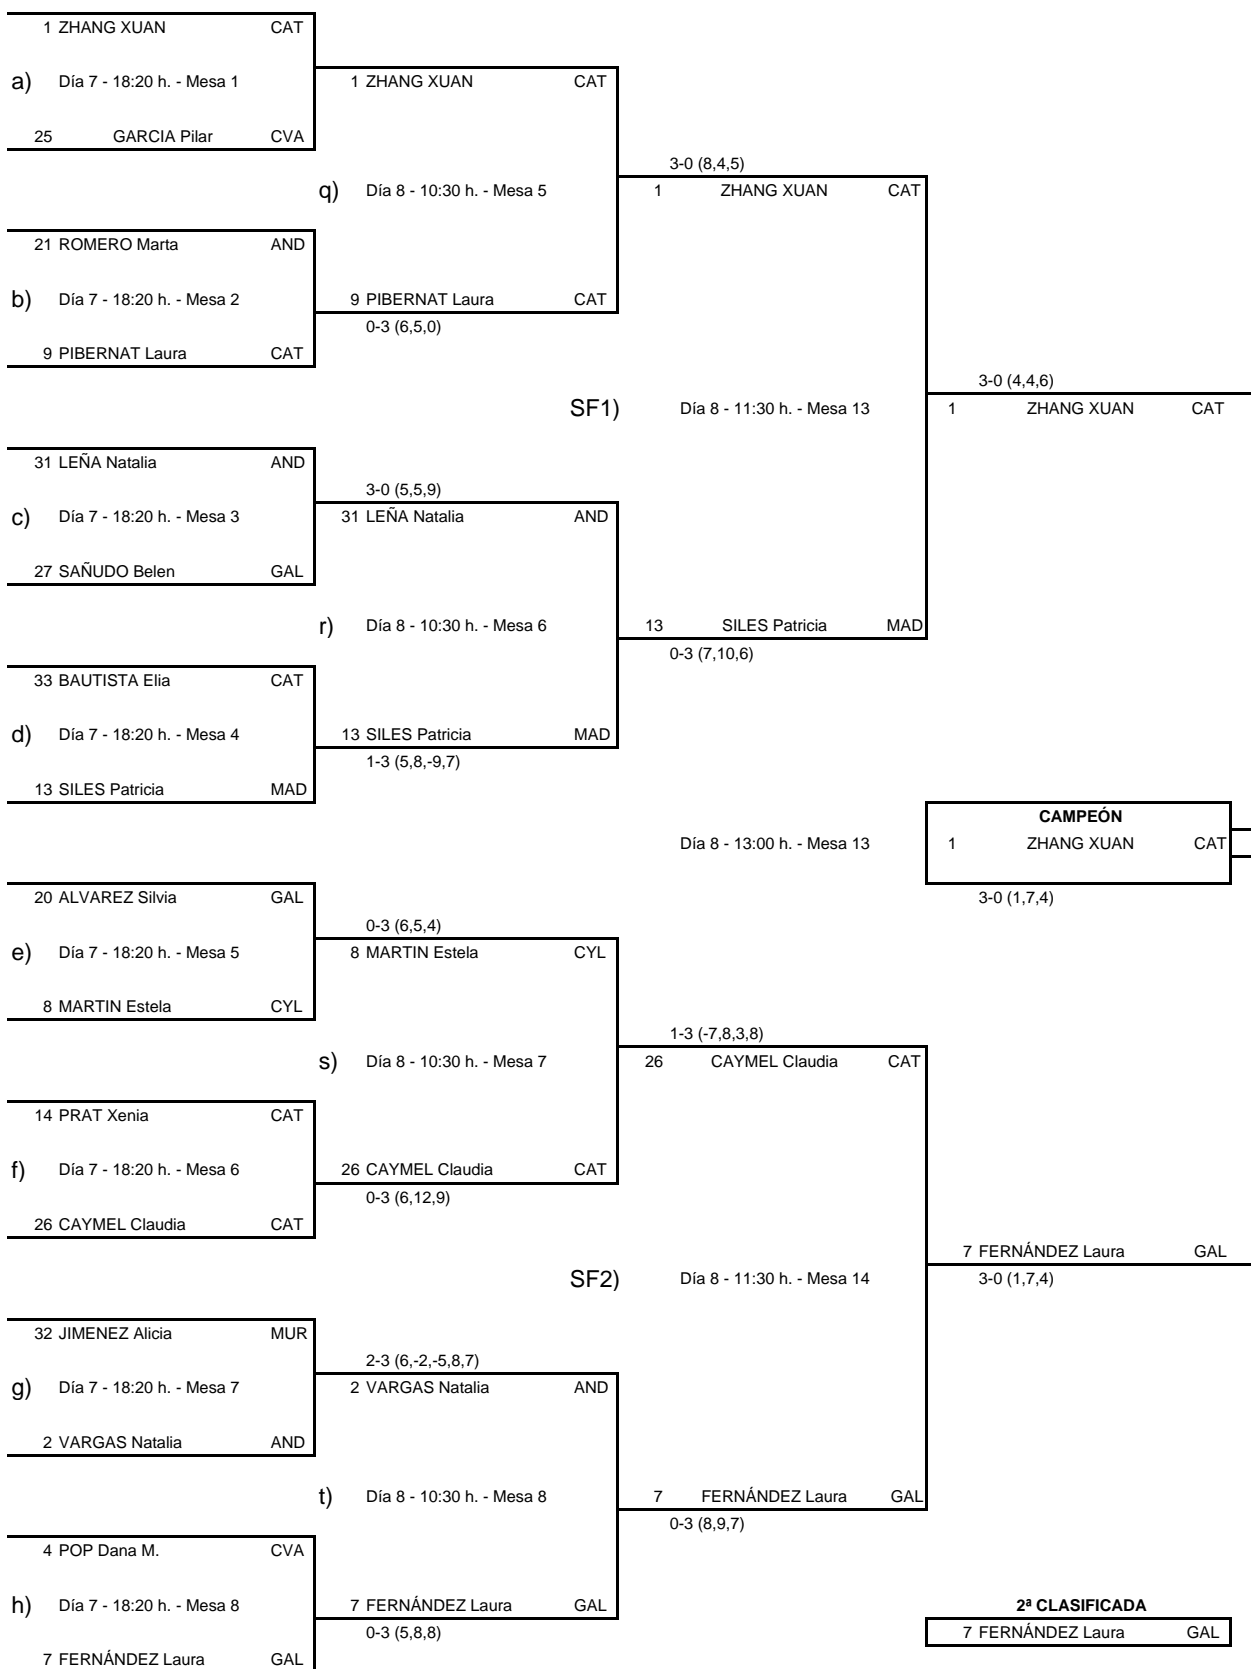 1 ZHANG XUAN CAT
a) Día 7 - 18:20 h. - Mesa 1 1 ZHANG XUAN CAT
25 GARCIA Pilar CVA
3-0 (8,4,5)
q) Día 8 - 10:30 h. - Mesa 5 1 ZHANG XUAN CAT
21 ROMERO Marta AND
b) Día 7 - 18:20 h. - Mesa 2 9 PIBERNAT Laura CAT
0-3 (6,5,0)
9 PIBERNAT Laura CAT
3-0 (4,4,6)
SF1) Día 8 - 11:30 h. - Mesa 13 1 ZHANG XUAN CAT
31 LEÑA Natalia AND
3-0 (5,5,9)
c) Día 7 - 18:20 h. - Mesa 3 31 LEÑA Natalia AND
27 SAÑUDO Belen GAL
r) Día 8 - 10:30 h. - Mesa 6 13 SILES Patricia MAD
0-3 (7,10,6)
33 BAUTISTA Elia CAT
d) Día 7 - 18:20 h. - Mesa 4 13 SILES Patricia MAD
1-3 (5,8,-9,7)
13 SILES Patricia MAD
CAMPEÓN
Día 8 - 13:00 h. - Mesa 13 1 ZHANG XUAN CAT
20 ALVAREZ Silvia GAL 3-0 (1,7,4)
0-3 (6,5,4)
e) Día 7 - 18:20 h. - Mesa 5 8 MARTIN Estela CYL
8 MARTIN Estela CYL
1-3 (-7,8,3,8)
s) Día 8 - 10:30 h. - Mesa 7 26 CAYMEL Claudia CAT
14 PRAT Xenia CAT
f) Día 7 - 18:20 h. - Mesa 6 26 CAYMEL Claudia CAT
0-3 (6,12,9)
26 CAYMEL Claudia CAT
7 FERNÁNDEZ Laura GAL
SF2) Día 8 - 11:30 h. - Mesa 14 3-0 (1,7,4)
32 JIMENEZ Alicia MUR
2-3 (6,-2,-5,8,7)
g) Día 7 - 18:20 h. - Mesa 7 2 VARGAS Natalia AND
2 VARGAS Natalia AND
t) Día 8 - 10:30 h. - Mesa 8 7 FERNÁNDEZ Laura GAL
0-3 (8,9,7)
4 POP Dana M. CVA
h) Día 7 - 18:20 h. - Mesa 8 7 FERNÁNDEZ Laura GAL 2ª CLASIFICADA
0-3 (5,8,8) 7 FERNÁNDEZ Laura GAL
7 FERNÁNDEZ Laura GAL